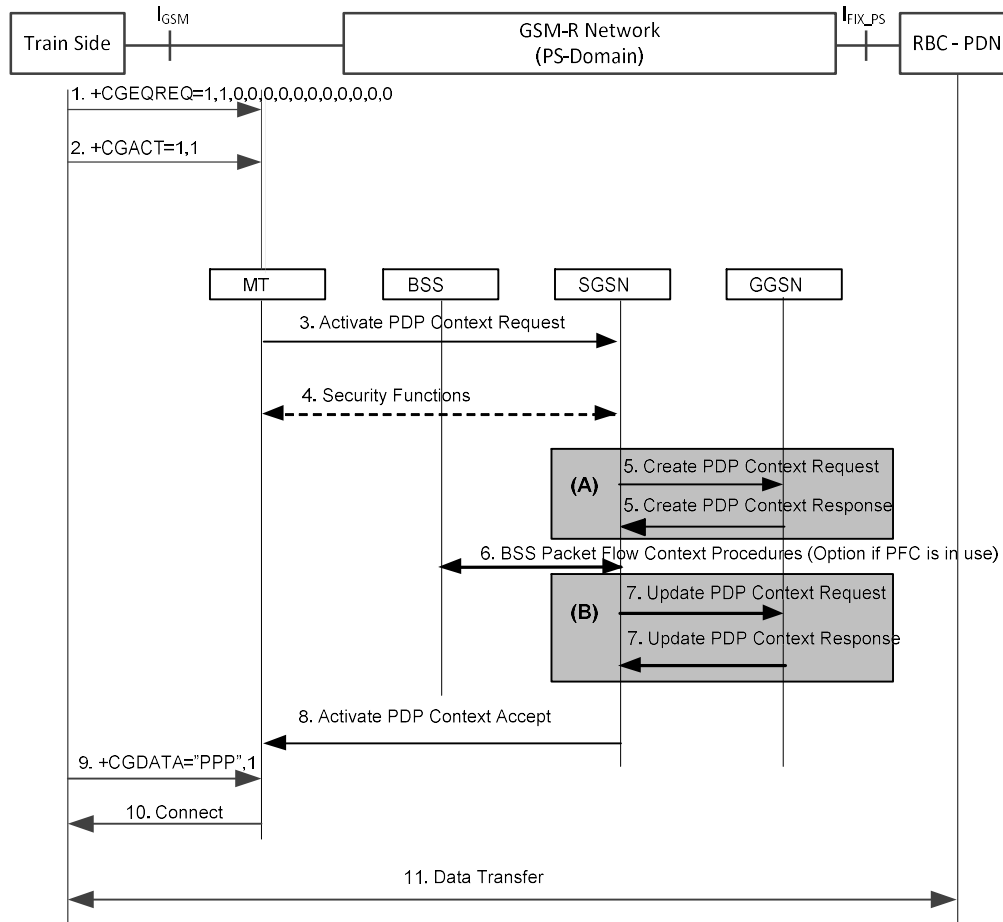 I_GSM
I_FIX_PS
Train Side
GSM-R Network
(PS-Domain)
RBC - PDN
1. +CGEQREQ=1,1,0,0,0,0,0,0,0,0,0,0,0
2. +CGACT=1,1
MT
BSS
SGSN
GGSN
3. Activate PDP Context Request
4. Security Functions
(A)
5. Create PDP Context Request
5. Create PDP Context Response
6. BSS Packet Flow Context Procedures (Option if PFC is in use)
(B)
7. Update PDP Context Request
7. Update PDP Context Response
8. Activate PDP Context Accept
9. +CGDATA=”PPP”,1
10. Connect
11. Data Transfer